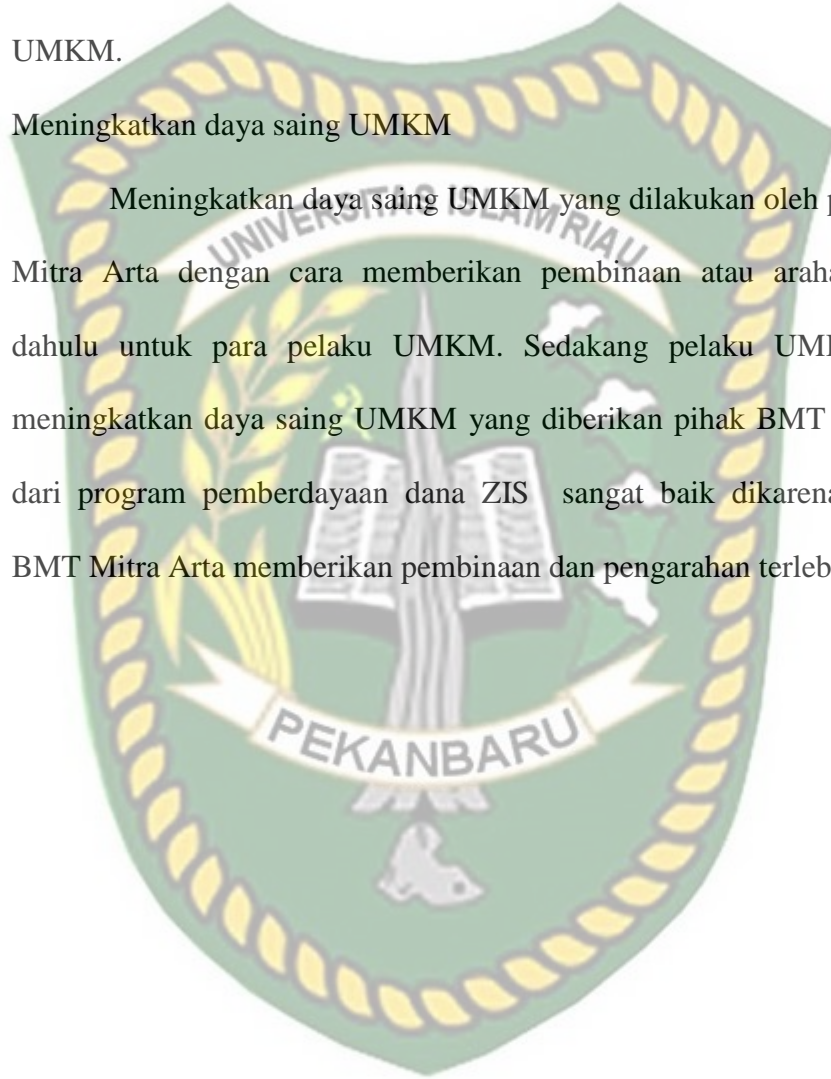 UMKM.
Meningkatkan daya saing UMKM
Meningkatkan daya saing UMKM yang dilakukan oleh
Mitra Arta dengan cara memberikan pembinaan atau
dahulu untuk para pelaku UMKM. Sedakang pelaku
meningkatkan daya saing UMKM yang diberikan pihak BMT
dari program pemberdayaan dana ZIS sangat baik
BMT Mitra Arta memberikan pembinaan dan pengarahan
UNIVERSITAS ISLAM RIAU
PEKANBARU